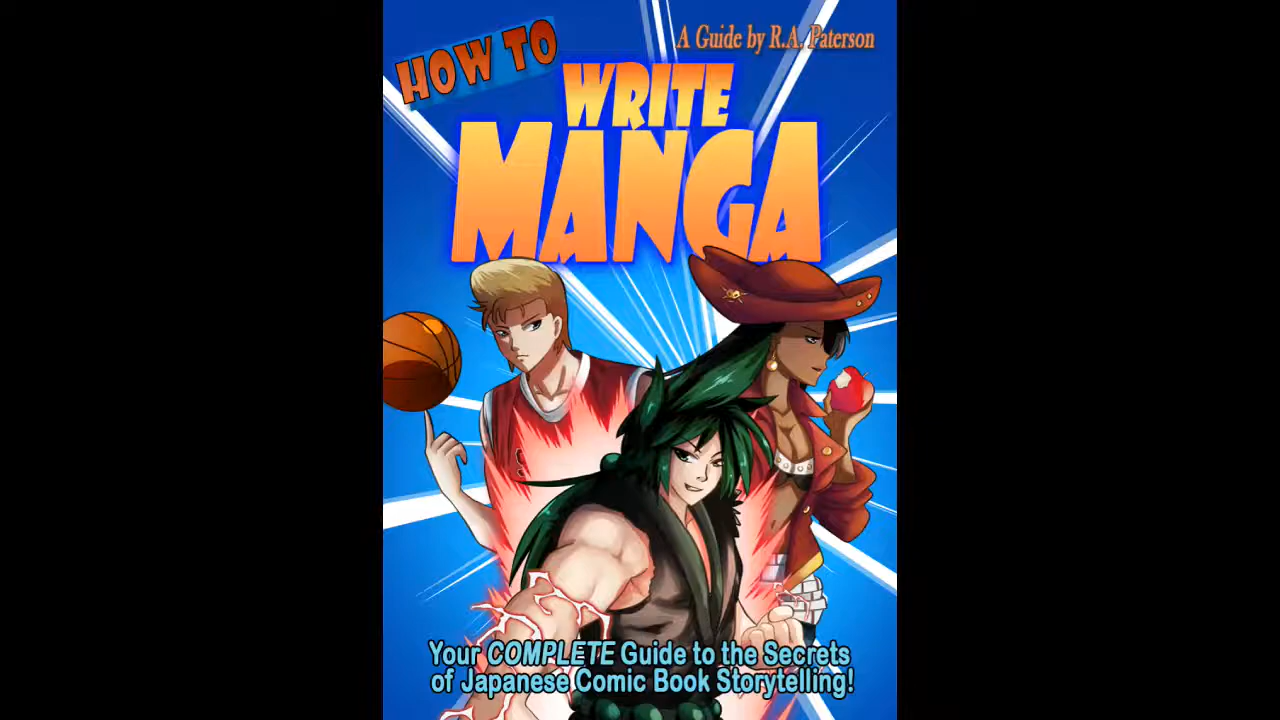 HOW TO
A Guide by R.A. Paterson
WRITE
MANGA
Your COMPLETE Guide to the Secrets
of Japanese Comic Book Storytelling!